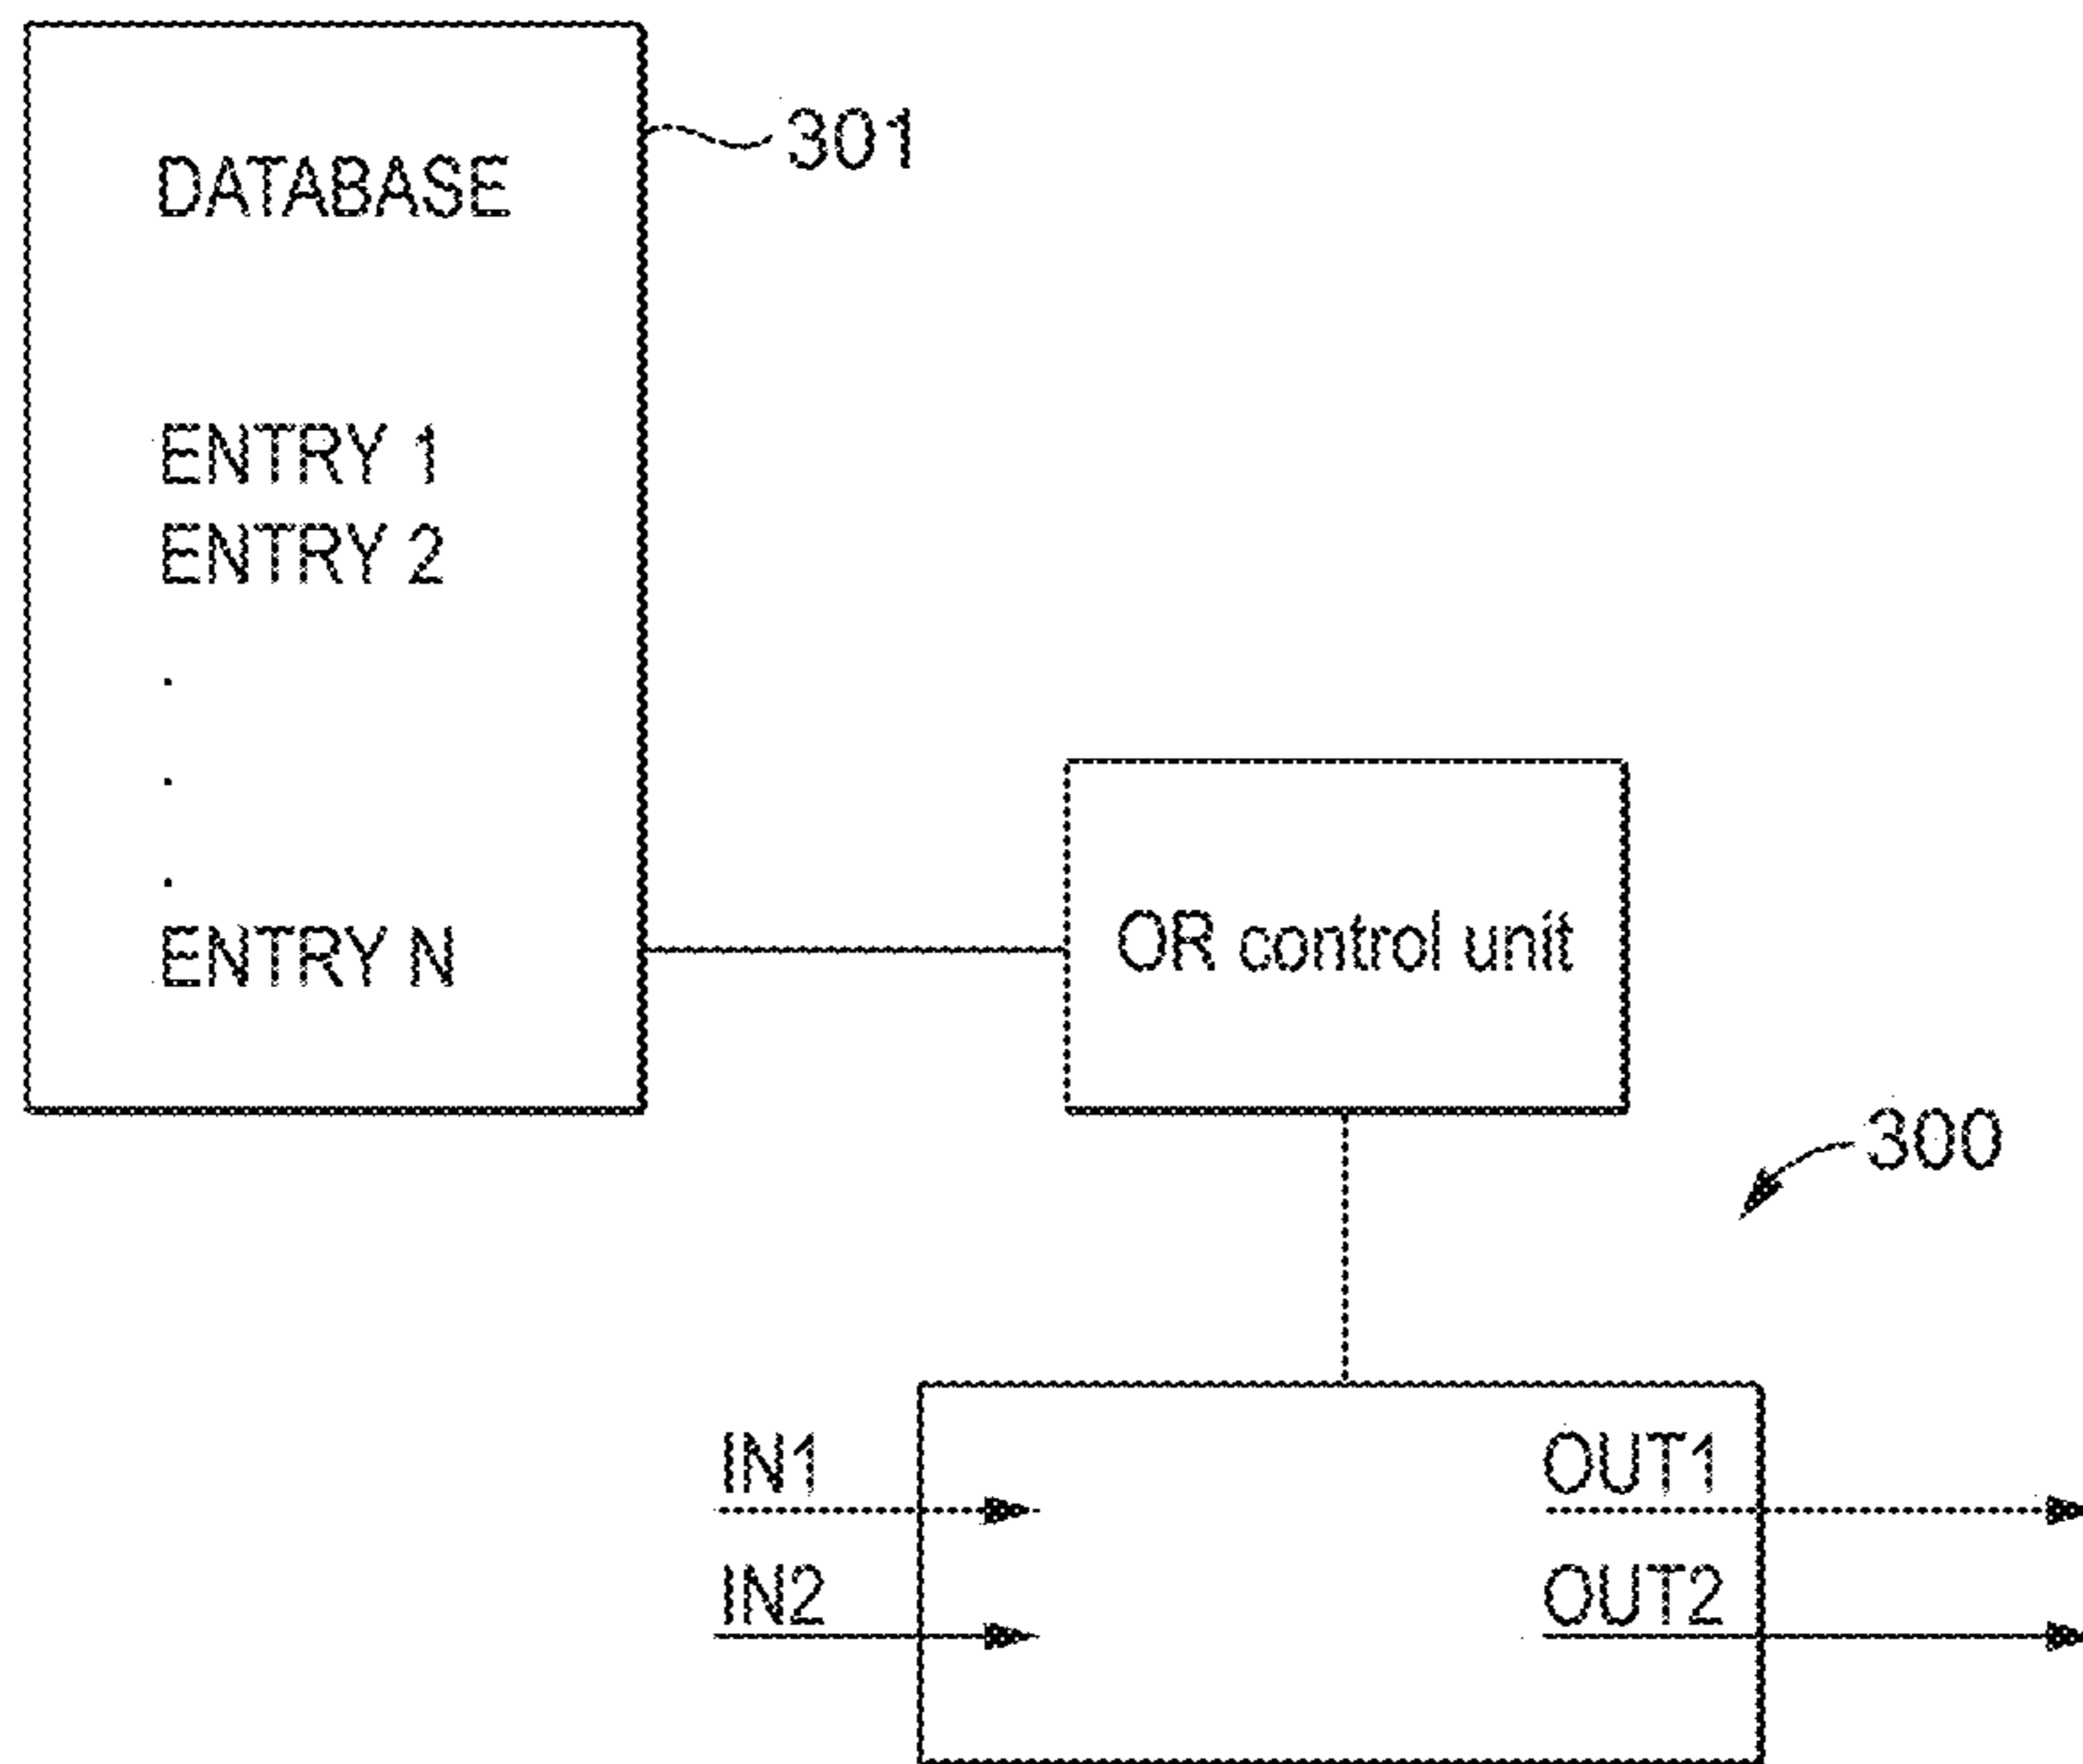 DATABASE
301
ENTRY 1
ENTRY 2
.
.
.
ENTRY N
OR control unit
300
IN1
OUT1
IN2
OUT2